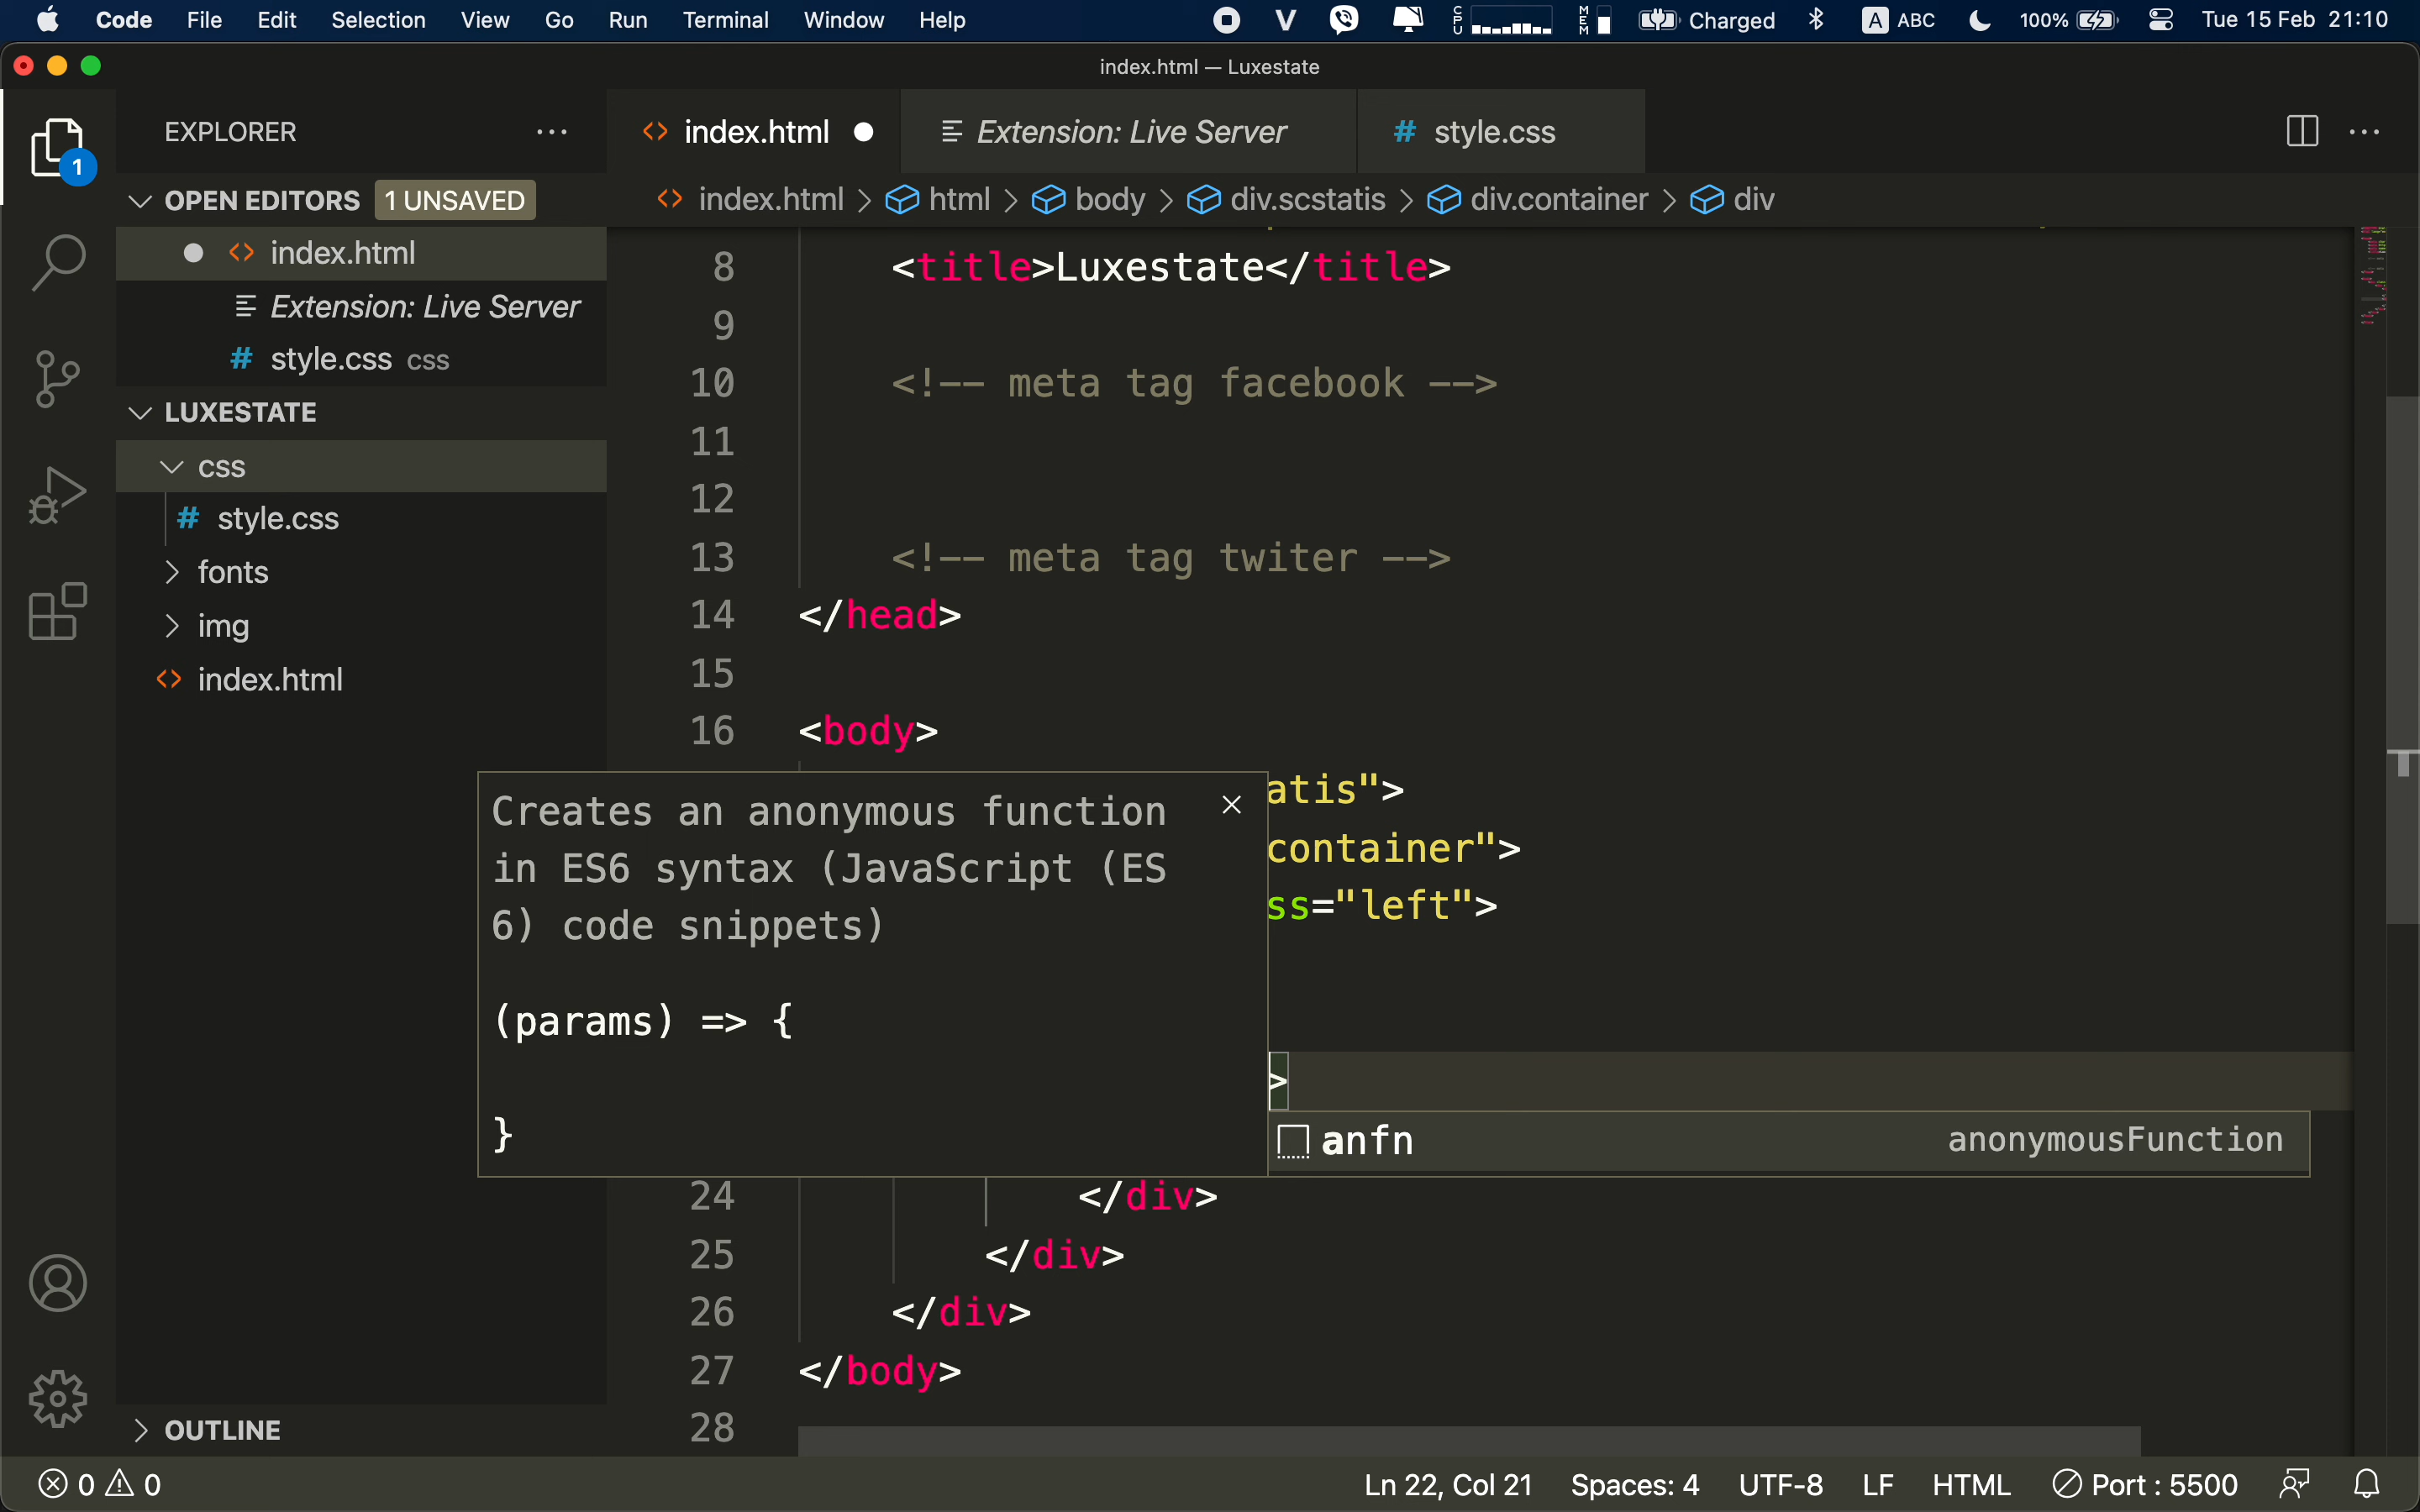 Code File Edit Selection View Go Run Terminal Window Help CPU MEM Charged A ABC 100% Tue 15 Feb 21:10
index.html — Luxestate
EXPLORER ···
index.html Extension: Live Server # style.css ···
1
OPEN EDITORS 1 UNSAVED
index.html > html > body > div.scstatis > div.container > div
index.html
Extension: Live Server
# style.css css
LUXESTATE
css
# style.css
fonts
img
index.html
8 <title>Luxestate</title>
9
10 <!-- meta tag facebook -->
11
12
13 <!-- meta tag twiter -->
14 </head>
15
16 <body>
atis">
container">
ss="left">
>
Creates an anonymous function
in ES6 syntax (JavaScript (ES
6) code snippets)
(params) => {
}
anfn anonymousFunction
24 </div>
25 </div>
26 </div>
27 </body>
28
OUTLINE
0 0 Ln 22, Col 21 Spaces: 4 UTF-8 LF HTML Port : 5500